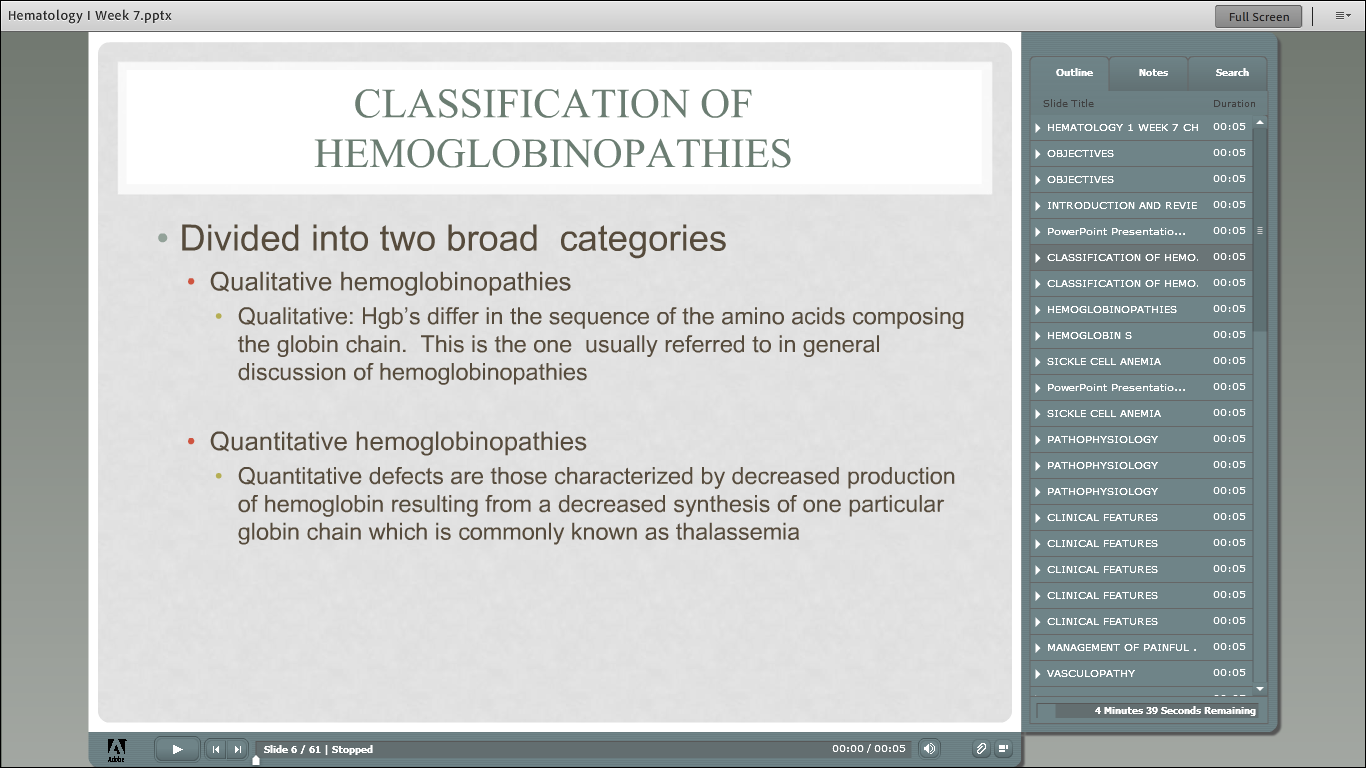 Hematology I Week 7.pptx
Full Screen
CLASSIFICATION OF
HEMOGLOBINOPATHIES
• Divided into two broad  categories
• Qualitative hemoglobinopathies
• Qualitative: Hgb’s differ in the sequence of the amino acids composing
the globin chain.  This is the one  usually referred to in general
discussion of hemoglobinopathies
• Quantitative hemoglobinopathies
• Quantitative defects are those characterized by decreased production
of hemoglobin resulting from a decreased synthesis of one particular
globin chain which is commonly known as thalassemia
Outline Notes Search
Slide Title Duration
HEMATOLOGY 1 WEEK 7 CH 00:05
OBJECTIVES 00:05
OBJECTIVES 00:05
INTRODUCTION AND REVIE 00:05
PowerPoint Presentatio... 00:05
CLASSIFICATION OF HEMO. 00:05
CLASSIFICATION OF HEMO. 00:05
HEMOGLOBINOPATHIES 00:05
HEMOGLOBIN S 00:05
SICKLE CELL ANEMIA 00:05
PowerPoint Presentatio... 00:05
SICKLE CELL ANEMIA 00:05
PATHOPHYSIOLOGY 00:05
PATHOPHYSIOLOGY 00:05
PATHOPHYSIOLOGY 00:05
CLINICAL FEATURES 00:05
CLINICAL FEATURES 00:05
CLINICAL FEATURES 00:05
CLINICAL FEATURES 00:05
CLINICAL FEATURES 00:05
MANAGEMENT OF PAINFUL . 00:05
VASCULOPATHY 00:05
4 Minutes 39 Seconds Remaining
Adobe
Slide 6 / 61 | Stopped 00:00 / 00:05